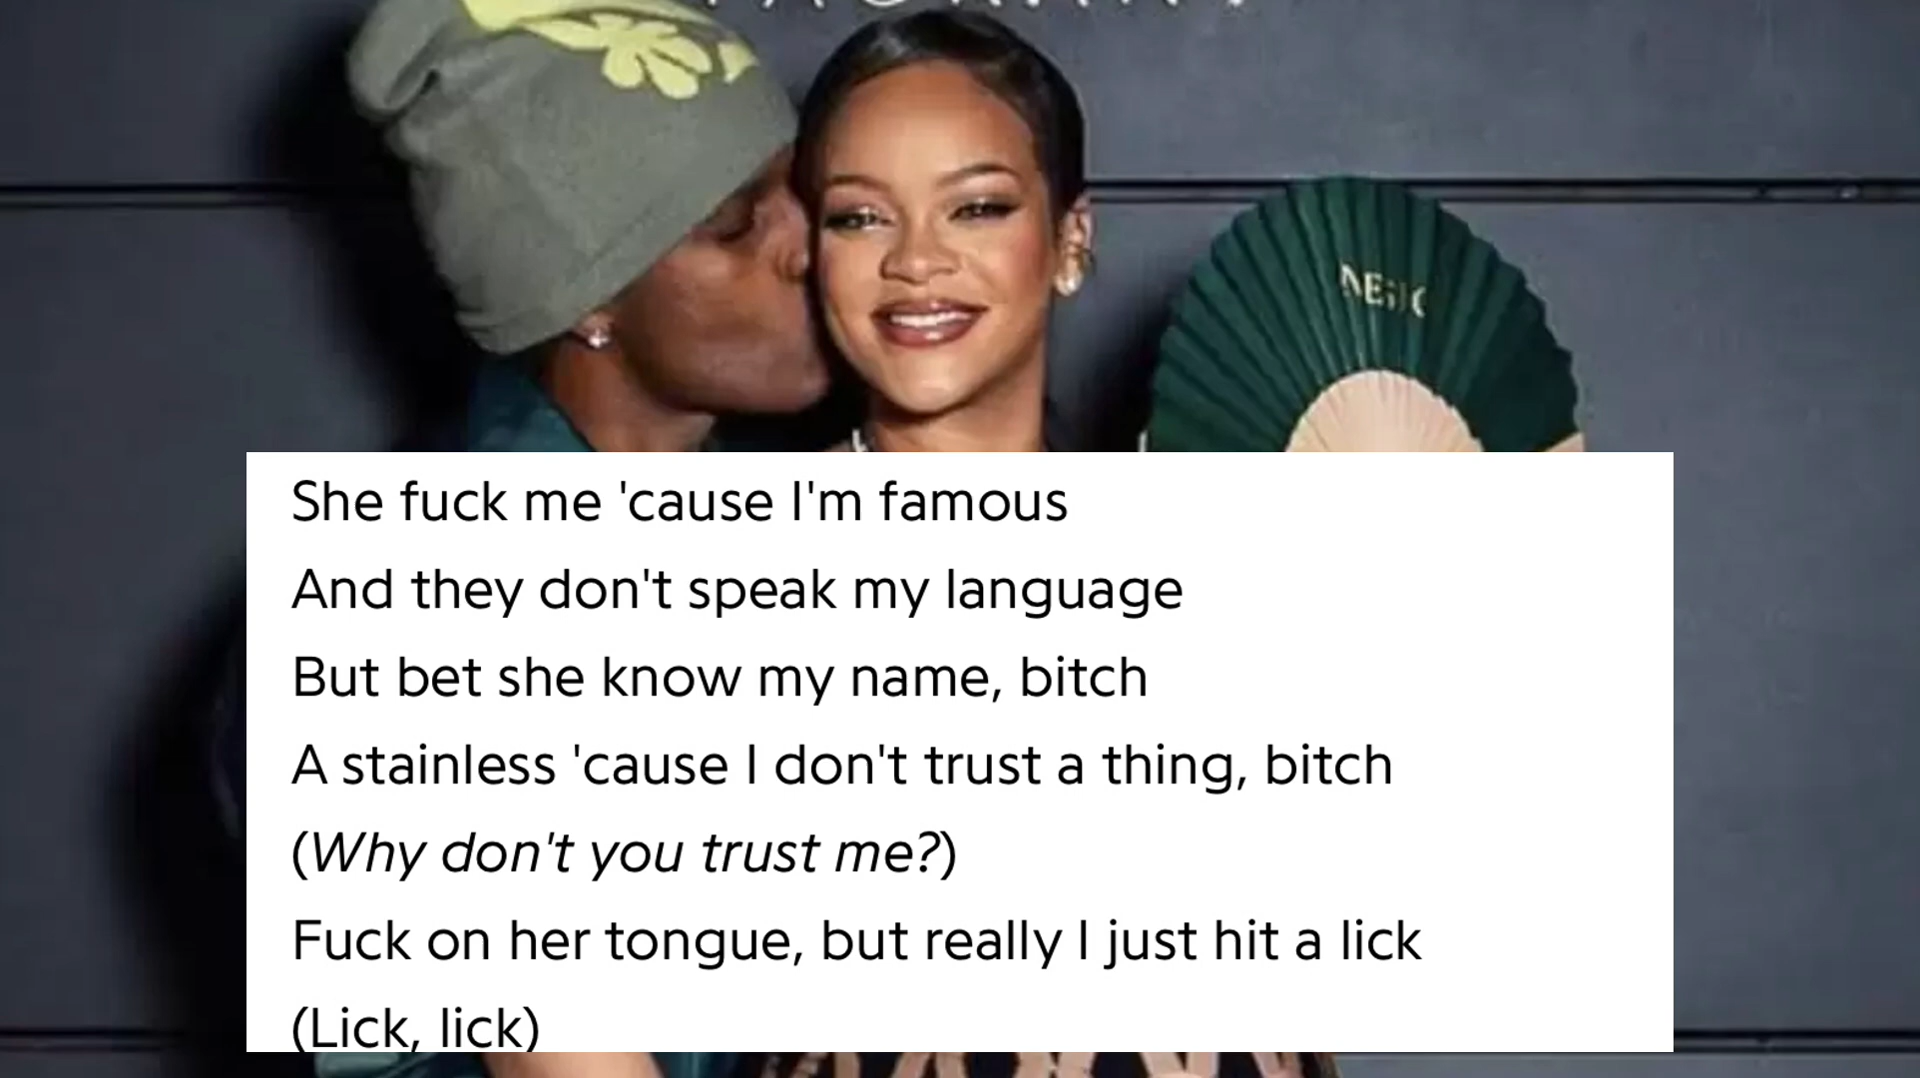 She fuck me 'cause I'm famous
And they don't speak my language
But bet she know my name, bitch
A stainless 'cause I don't trust a thing, bitch
(Why don't you trust me?)
Fuck on her tongue, but really I just hit a lick
(Lick, lick)